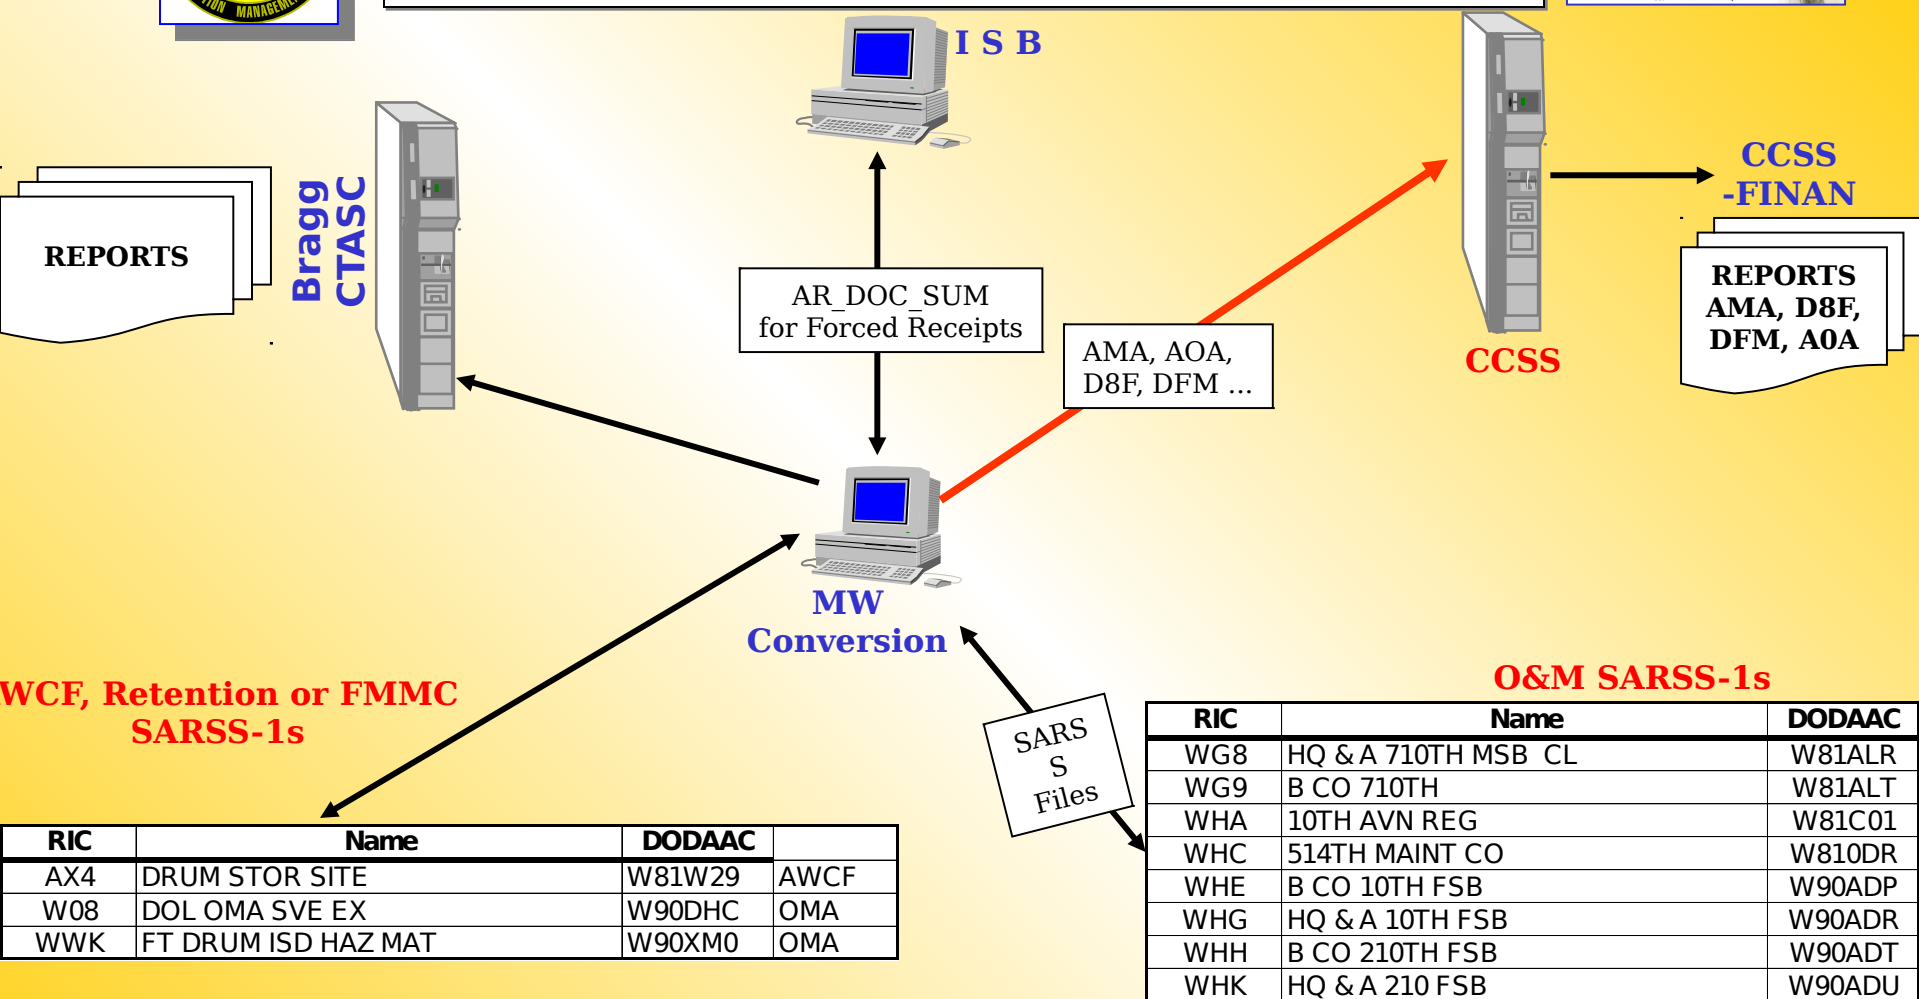 TION MANAGEMEN
I S B
Bragg
CTASC
REPORTS
CCSS
-FINAN
REPORTS
AMA, D8F,
DFM, A0A
AR_DOC_SUM
for Forced Receipts
AMA, AOA,
D8F, DFM ...
CCSS
MW
Conversion
WCF, Retention or FMMC
SARSS-1s
O&M SARSS-1s
SARS
S
Files
RIC Name DODAAC
WG8 HQ & A 710TH MSB CL W81ALR
WG9 B CO 710TH W81ALT
WHA 10TH AVN REG W81C01
WHC 514TH MAINT CO W810DR
WHE B CO 10TH FSB W90ADP
WHG HQ & A 10TH FSB W90ADR
WHH B CO 210TH FSB W90ADT
WHK HQ & A 210 FSB W90ADU
RIC Name DODAAC
AX4 DRUM STOR SITE W81W29 AWCF
W08 DOL OMA SVE EX W90DHC OMA
WWK FT DRUM ISD HAZ MAT W90XM0 OMA